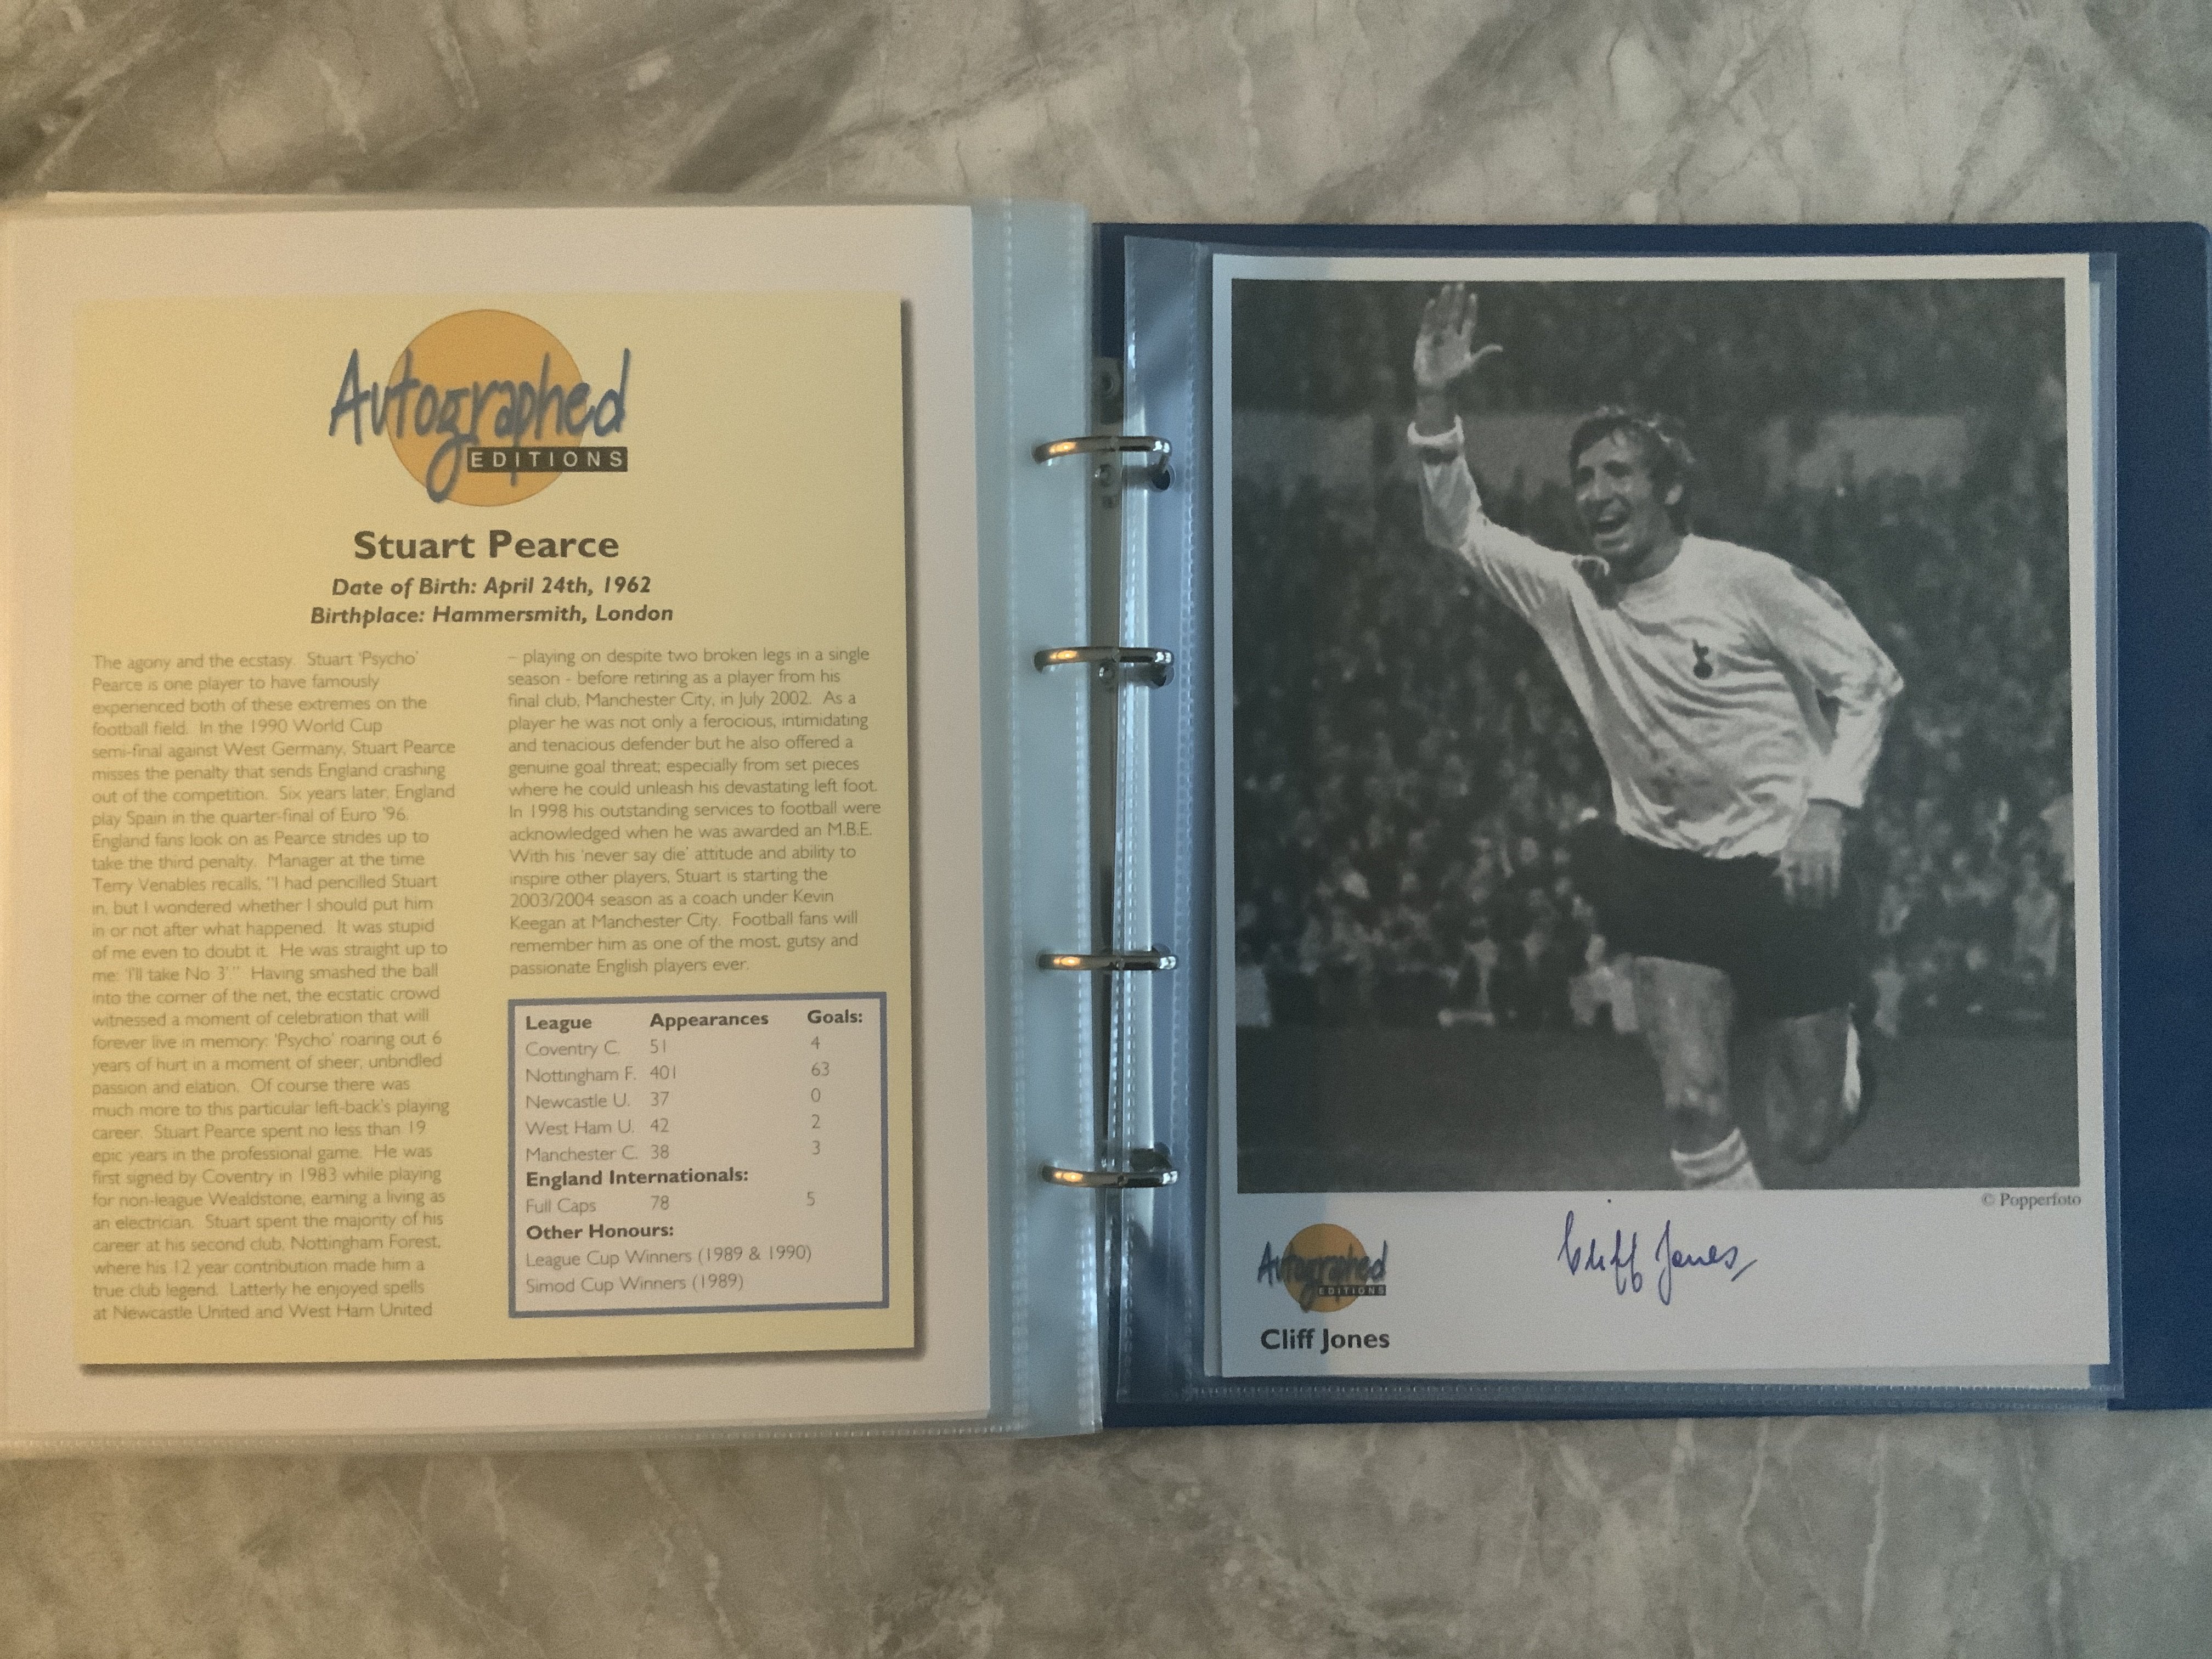 Autographed
EDITIONS
Stuart Pearce
Date of Birth: April 24th, 1962
Birthplace: Hammersmith, London
The agony and the ecstasy. Stuart 'Psycho'
Pearce is one player to have famously
experienced both of these extremes on the
football field. In the 1990 World Cup
semi-final against West Germany, Stuart Pearce
misses the penalty that sends England crashing
out of the competition. Six years later, England
play Spain in the quarter-final of Euro '96.
England fans look on as Pearce strides up to
take the third penalty. Manager at the time
Terry Venables recalls, "I had pencilled Stuart
in, but I wondered whether I should put him
in or not after what happened. It was stupid
of me even to doubt it. He was straight up to
me: 'I'll take No 3'." Having smashed the ball
into the corner of the net, the ecstatic crowd
witnessed a moment of celebration that will
forever live in memory: 'Psycho' roaring out 6
years of hurt in a moment of sheer, unbridled
passion and elation. Of course there was
much more to this particular left-back's playing
career. Stuart Pearce spent no less than 19
epic years in the professional game. He was
first signed by Coventry in 1983 while playing
for non-league Wealdstone, earning a living as
an electrician. Stuart spent the majority of his
career at his second club, Nottingham Forest,
where his 12 year contribution made him a
true club legend. Latterly he enjoyed spells
at Newcastle United and West Ham United
– playing on despite two broken legs in a single
season - before retiring as a player from his
final club, Manchester City, in July 2002. As a
player he was not only a ferocious, intimidating
and tenacious defender but he also offered a
genuine goal threat; especially from set pieces
where he could unleash his devastating left foot.
In 1998 his outstanding services to football were
acknowledged when he was awarded an M.B.E.
With his 'never say die' attitude and ability to
inspire other players, Stuart is starting the
2003/2004 season as a coach under Kevin
Keegan at Manchester City. Football fans will
remember him as one of the most, gutsy and
passionate English players ever.
League Appearances Goals:
Coventry C. 51 4
Nottingham F. 401 63
Newcastle U. 37 0
West Ham U. 42 2
Manchester C. 38 3
England Internationals:
Full Caps 78 5
Other Honours:
League Cup Winners (1989 & 1990)
Simod Cup Winners (1989)
© Popperfoto
Cliff Jones
Autographed
EDITIONS
Cliff Jones